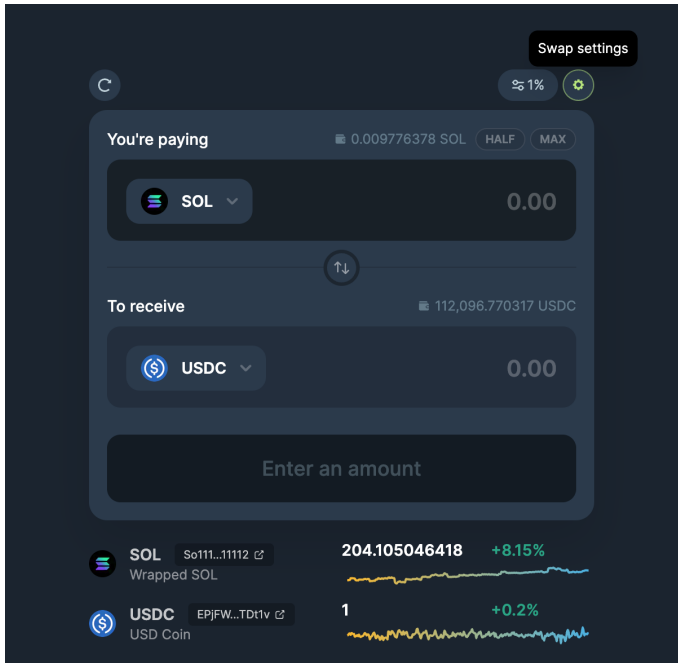 Swap settings
1%
You're paying 0.009776378 SOL HALF MAX
SOL 0.00
To receive 112,096.770317 USDC
USDC 0.00
Enter an amount
SOL So111...11112 204.105046418 +8.15%
Wrapped SOL
USDC EPjFW...TDt1v 1 +0.2%
USD Coin